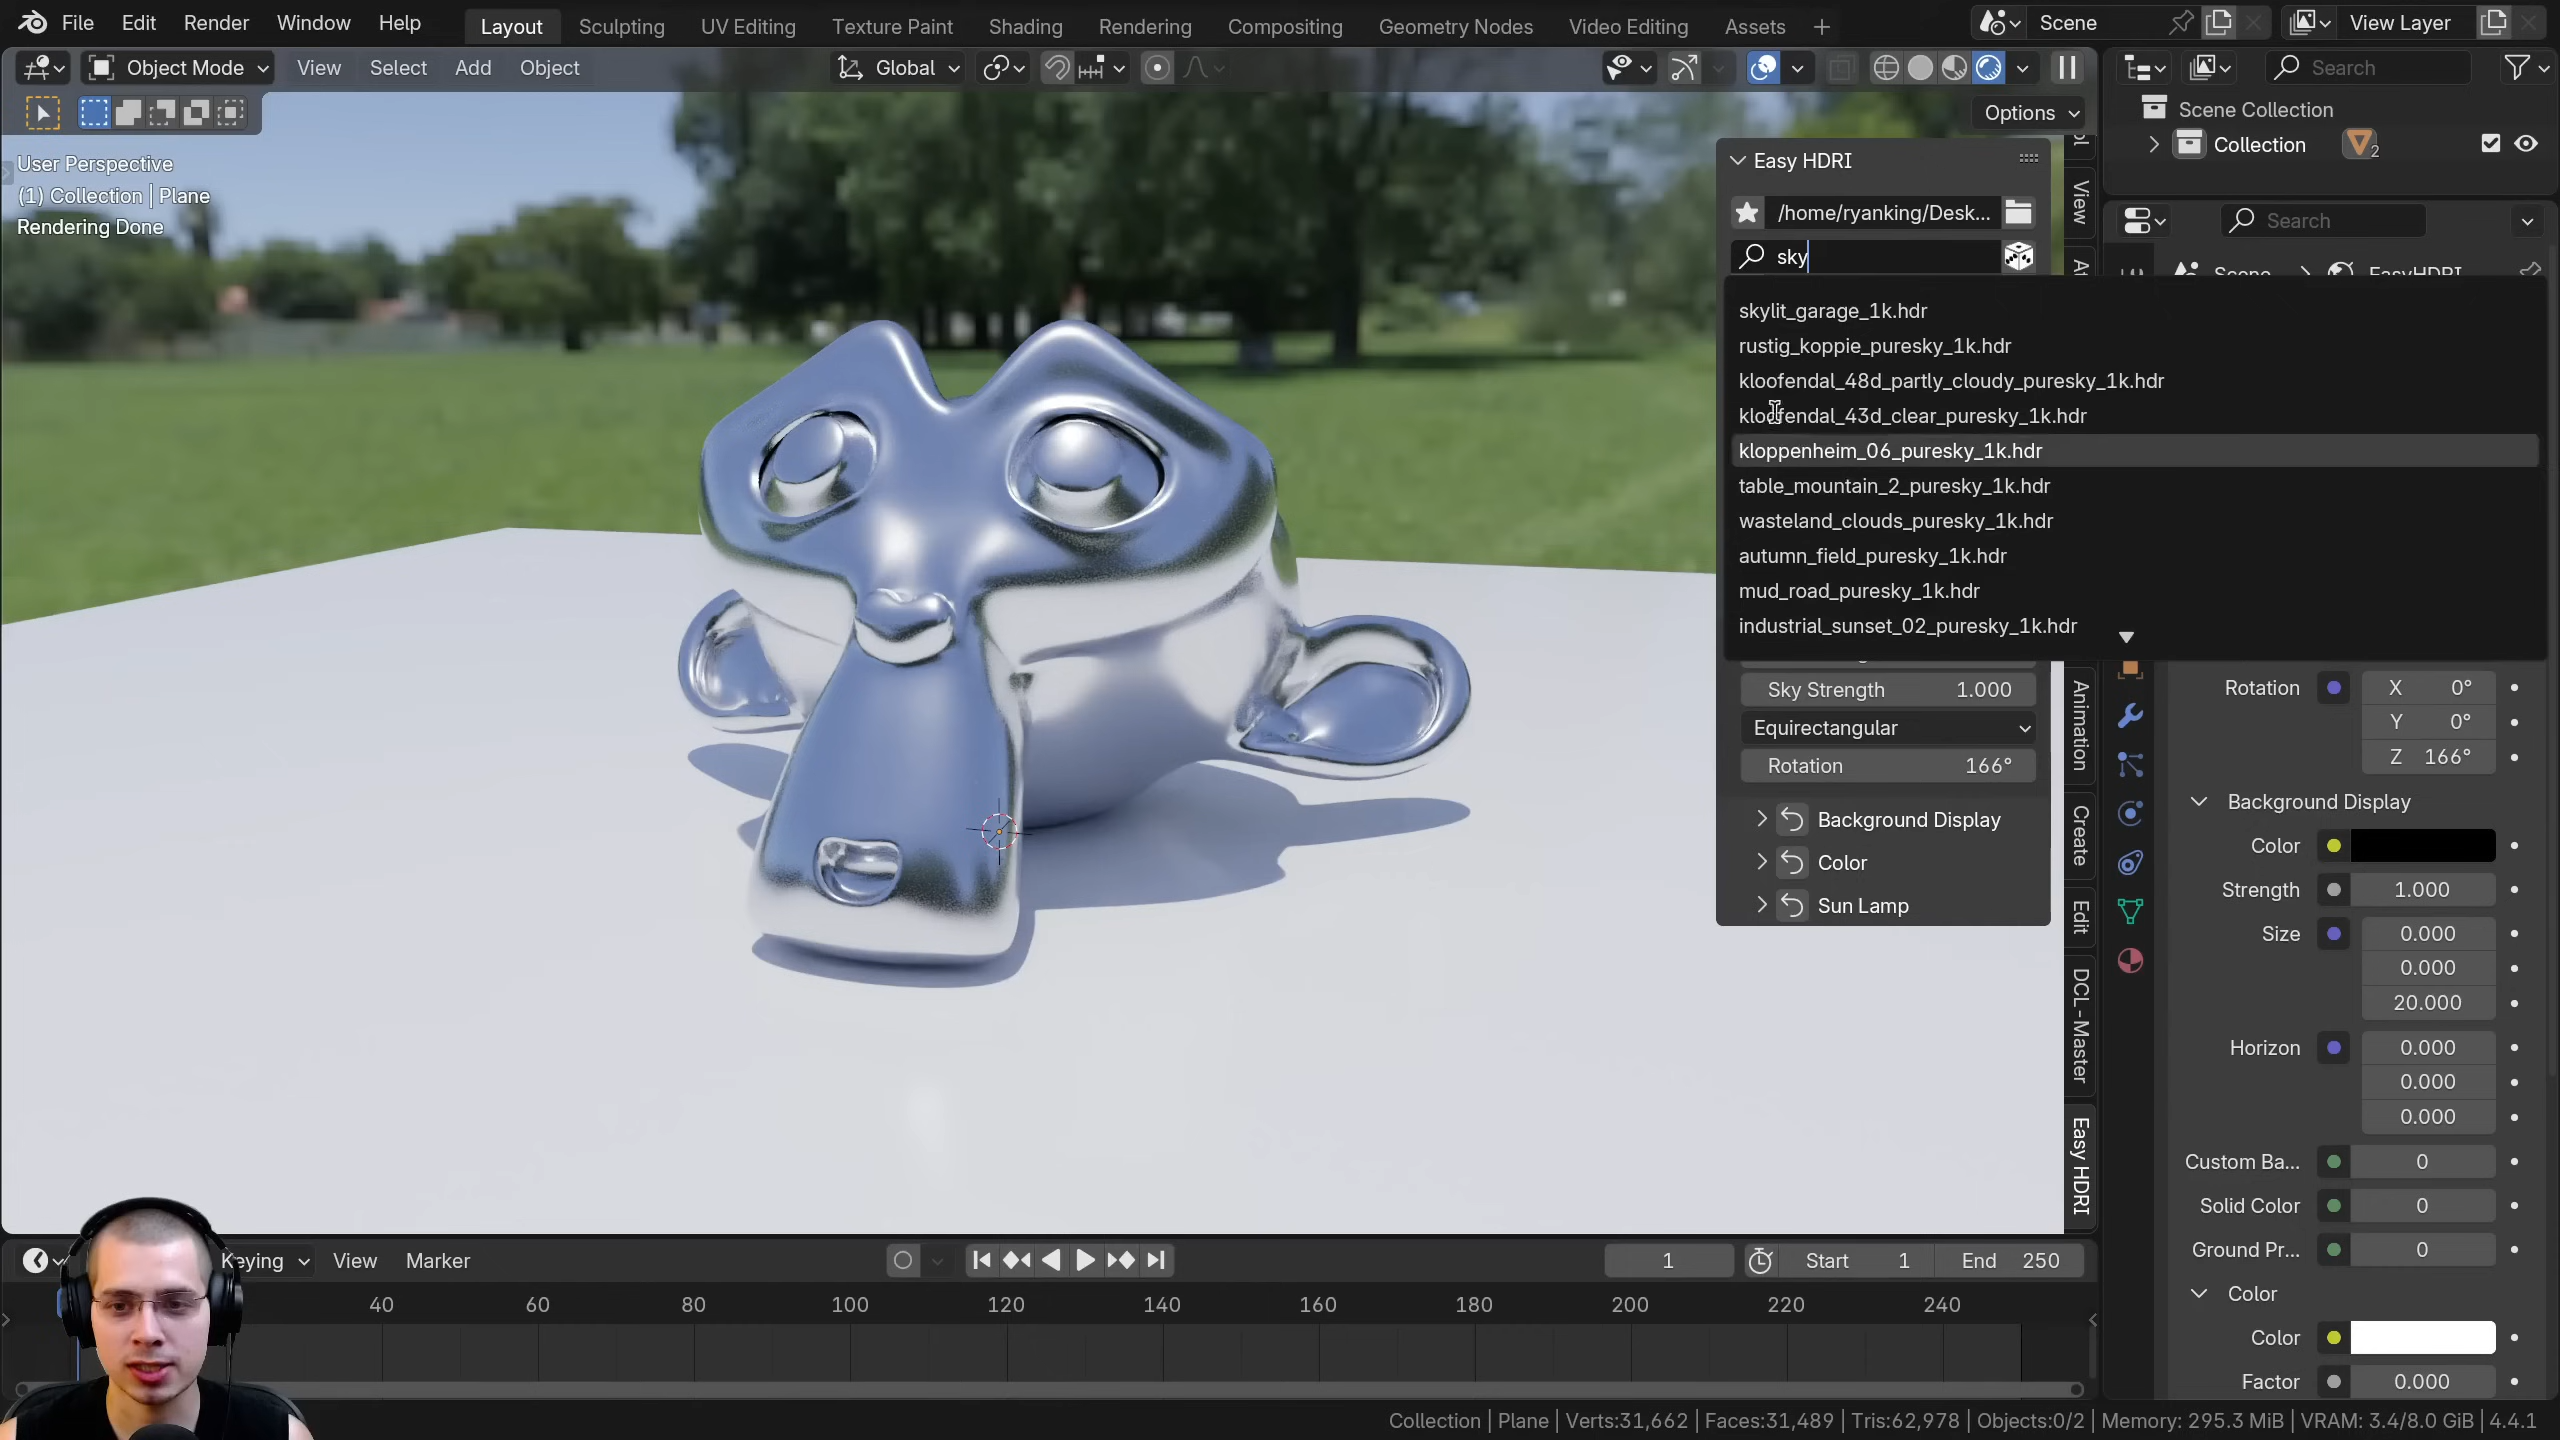 File Edit Render Window Help Layout Sculpting UV Editing Texture Paint Shading Rendering Compositing Geometry Nodes Video Editing Assets + Scene View Layer
Object Mode View Select Add Object Global Search
Options
Scene Collection
Collection 2
User Perspective
(1) Collection | Plane
Rendering Done
Easy HDRI
/home/ryanking/Desk...
sky
Search
skylit_garage_1k.hdr
rustig_koppie_puresky_1k.hdr
kloofendal_48d_partly_cloudy_puresky_1k.hdr
kloofendal_43d_clear_puresky_1k.hdr
kloppenheim_06_puresky_1k.hdr
table_mountain_2_puresky_1k.hdr
wasteland_clouds_puresky_1k.hdr
autumn_field_puresky_1k.hdr
mud_road_puresky_1k.hdr
industrial_sunset_02_puresky_1k.hdr
Sky Strength 1.000
Equirectangular
Rotation 166°
Background Display
Color
Sun Lamp
View
Animation
Create
Edit
DCL-Master
Easy HDRI
Rotation X 0°
Y 0°
Z 166°
Background Display
Color
Strength 1.000
Size 0.000
0.000
20.000
Horizon 0.000
0.000
0.000
Custom Ba... 0
Solid Color 0
Ground Pr... 0
Color
Color
Factor 0.000
Keying View Marker 1 Start 1 End 250
40 60 80 100 120 140 160 180 200 220 240
Collection | Plane | Verts:31,662 | Faces:31,489 | Tris:62,978 | Objects:0/2 | Memory: 295.3 MiB | VRAM: 3.4/8.0 GiB | 4.4.1